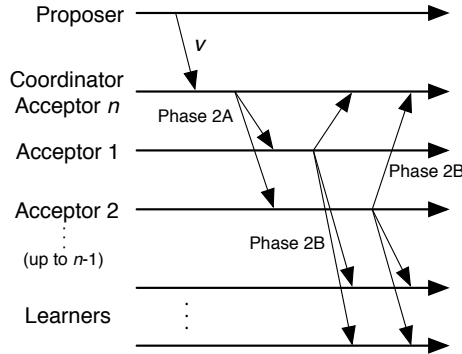 Proposer
v
Coordinator
Acceptor n
Phase 2A
Acceptor 1
Phase 2B
Acceptor 2
Phase 2B
(up to n-1)
Learners